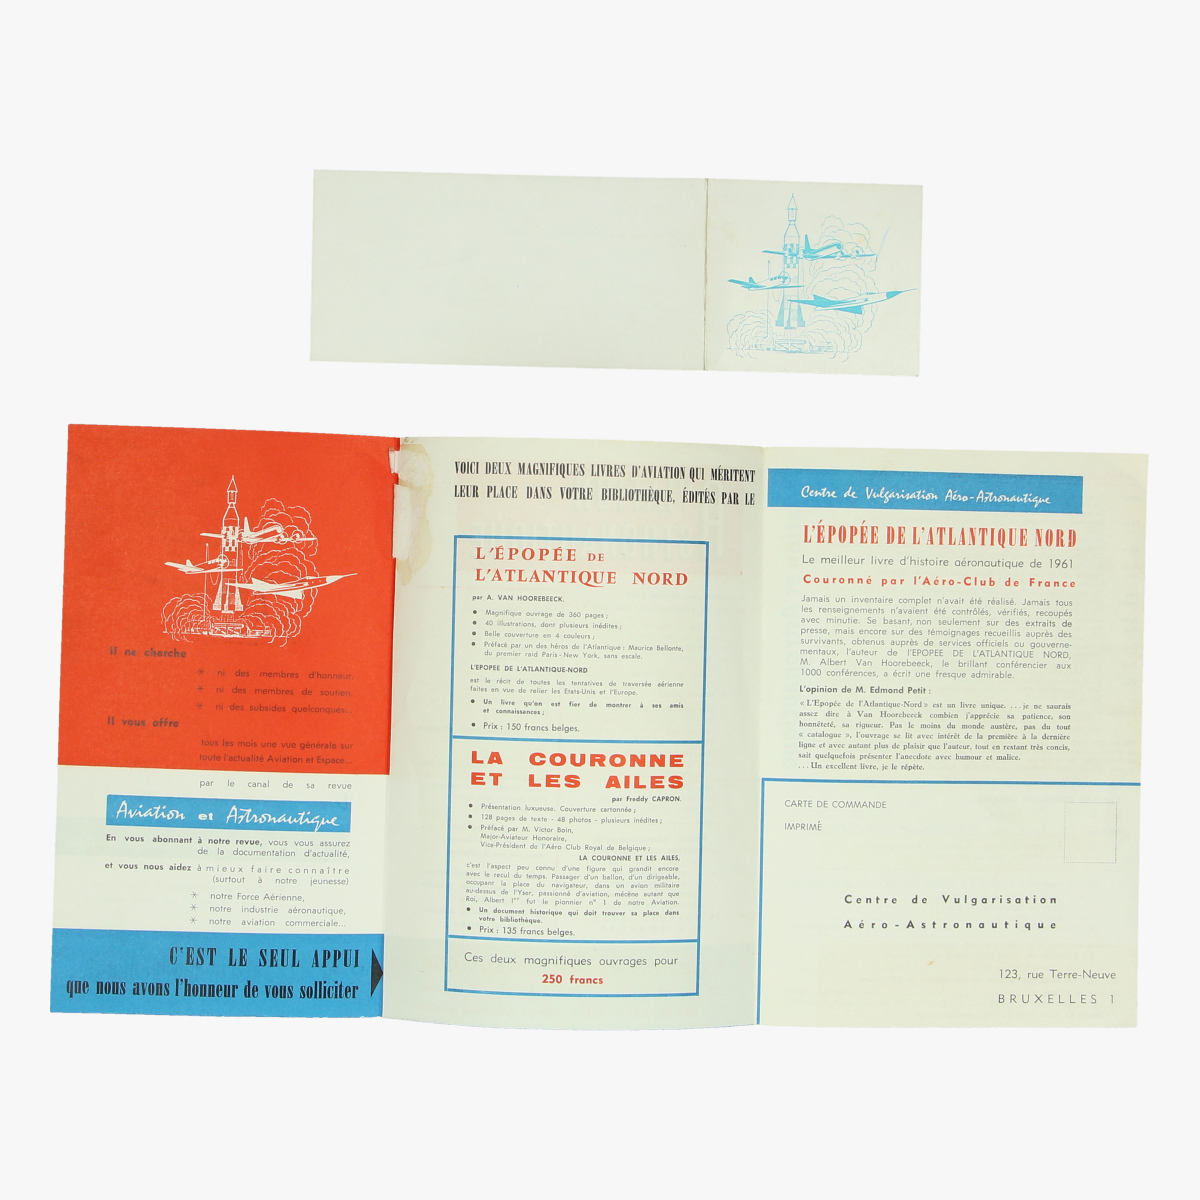 il ne cherche
* ni des membres d'honneur,
* ni des membres de soutien,
* ni des subsides quelconques...
Il vous offre
tous les mois une vue générale sur
toute l'actualité Aviation et Espace...
par le canal de sa revue
Aviation et Astronautique
En vous abonnant à notre revue, vous vous assurez
de la documentation d'actualité,
et vous nous aidez à mieux faire connaître
(surtout à notre jeunesse)
* notre Force Aérienne,
* notre industrie aéronautique,
* notre aviation commerciale...
C'EST LE SEUL APPUI
que nous avons l'honneur de vous solliciter
VOICI DEUX MAGNIFIQUES LIVRES D'AVIATION QUI MÉRITENT
LEUR PLACE DANS VOTRE BIBLIOTHÈQUE, ÉDITÉS PAR LE
L'ÉPOPÉE DE
L'ATLANTIQUE NORD
par A. VAN HOOREBEECK.
• Magnifique ouvrage de 360 pages ;
• 40 illustrations, dont plusieurs inédites ;
• Belle couverture en 4 couleurs ;
• Préfacé par un des héros de l'Atlantique : Maurice Bellonte,
du premier raid Paris-New York, sans escale.
L'EPOPEE DE L'ATLANTIQUE-NORD
est le récit de toutes les tentatives de traversée aérienne
faites en vue de relier les Etats-Unis et l'Europe.
• Un livre qu'on est fier de montrer à ses amis
et connaissances ;
• Prix : 150 francs belges.
LA COURONNE
ET LES AILES
par Freddy CAPRON.
• Présentation luxueuse. Couverture cartonnée ;
• 128 pages de texte - 48 photos - plusieurs inédites ;
• Préfacé par M. Victor Boin,
Major-Aviateur Honoraire,
Vice-Président de l'Aéro Club Royal de Belgique ;
LA COURONNE ET LES AILES,
c'est l'aspect peu connu d'une figure qui grandit encore
avec le recul du temps. Passager d'un ballon, d'un dirigeable,
occupant la place du navigateur, dans un avion militaire
au-dessus de l'Yser, passionné d'aviation, mécène autant que
Roi, Albert Ier fut le pionnier n° 1 de notre Aviation.
• Un document historique qui doit trouver sa place dans
votre bibliothèque.
• Prix : 135 francs belges.
Ces deux magnifiques ouvrages pour
250 francs
Centre de Vulgarisation Aéro-Astronautique
L'ÉPOPÉE DE L'ATLANTIQUE NORD
Le meilleur livre d'histoire aéronautique de 1961
Couronné par l'Aéro-Club de France
Jamais un inventaire complet n'avait été réalisé. Jamais tous
les renseignements n'avaient été contrôlés, vérifiés, recoupés
avec minutie. Se basant, non seulement sur des extraits de
presse, mais encore sur des témoignages recueillis auprès des
survivants, obtenus auprès de services officiels ou gouverne-
mentaux, l'auteur de l'EPOPEE DE L'ATLANTIQUE NORD,
M. Albert Van Hoorebeeck, le brillant conférencier aux
1000 conférences, a écrit une fresque admirable.
L'opinion de M. Edmond Petit :
« L'Epopée de l'Atlantique-Nord » est un livre unique. ...je ne saurais
assez dire à Van Hoorebeeck combien j'apprécie sa patience, son
honnêteté, sa rigueur. Pas le moins du monde austère, pas du tout
« catalogue », l'ouvrage se lit avec intérêt de la première à la dernière
ligne et avec autant plus de plaisir que l'auteur, tout en restant très concis,
sait quelquefois présenter l'anecdote avec humour et malice.
...Un excellent livre, je le répète.
CARTE DE COMMANDE
IMPRIMÉ
Centre de Vulgarisation
Aéro-Astronautique
123, rue Terre-Neuve
BRUXELLES 1